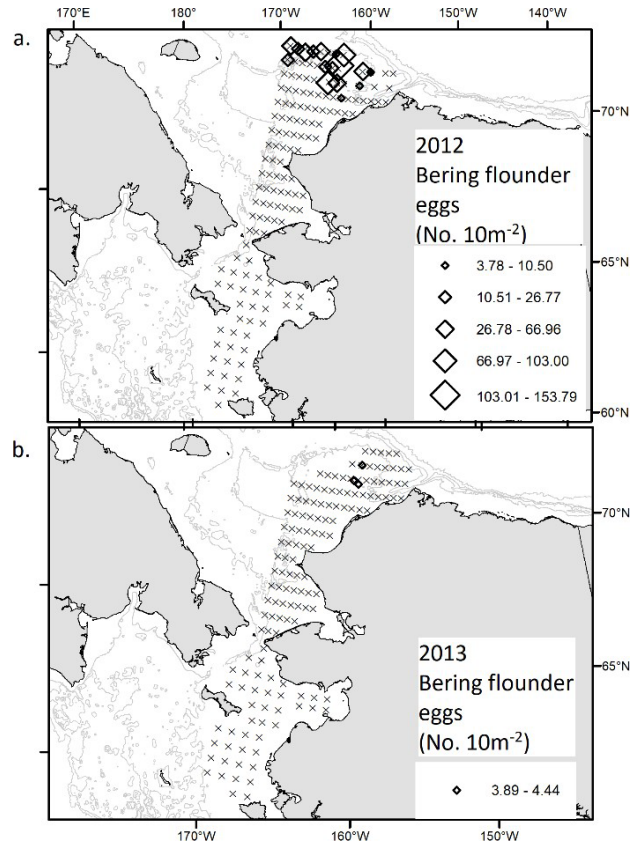 170°E 180° 170°W 160°W 150°W 140°W
a.
70°N
2012
Bering flounder
eggs
(No. 10m⁻²)
3.78 - 10.50
65°N
10.51 - 26.77
26.78 - 66.96
66.97 - 103.00
103.01 - 153.79
60°N
b.
70°N
2013
65°N
Bering flounder
eggs
(No. 10m⁻²)
3.89 - 4.44
170°W 160°W 150°W